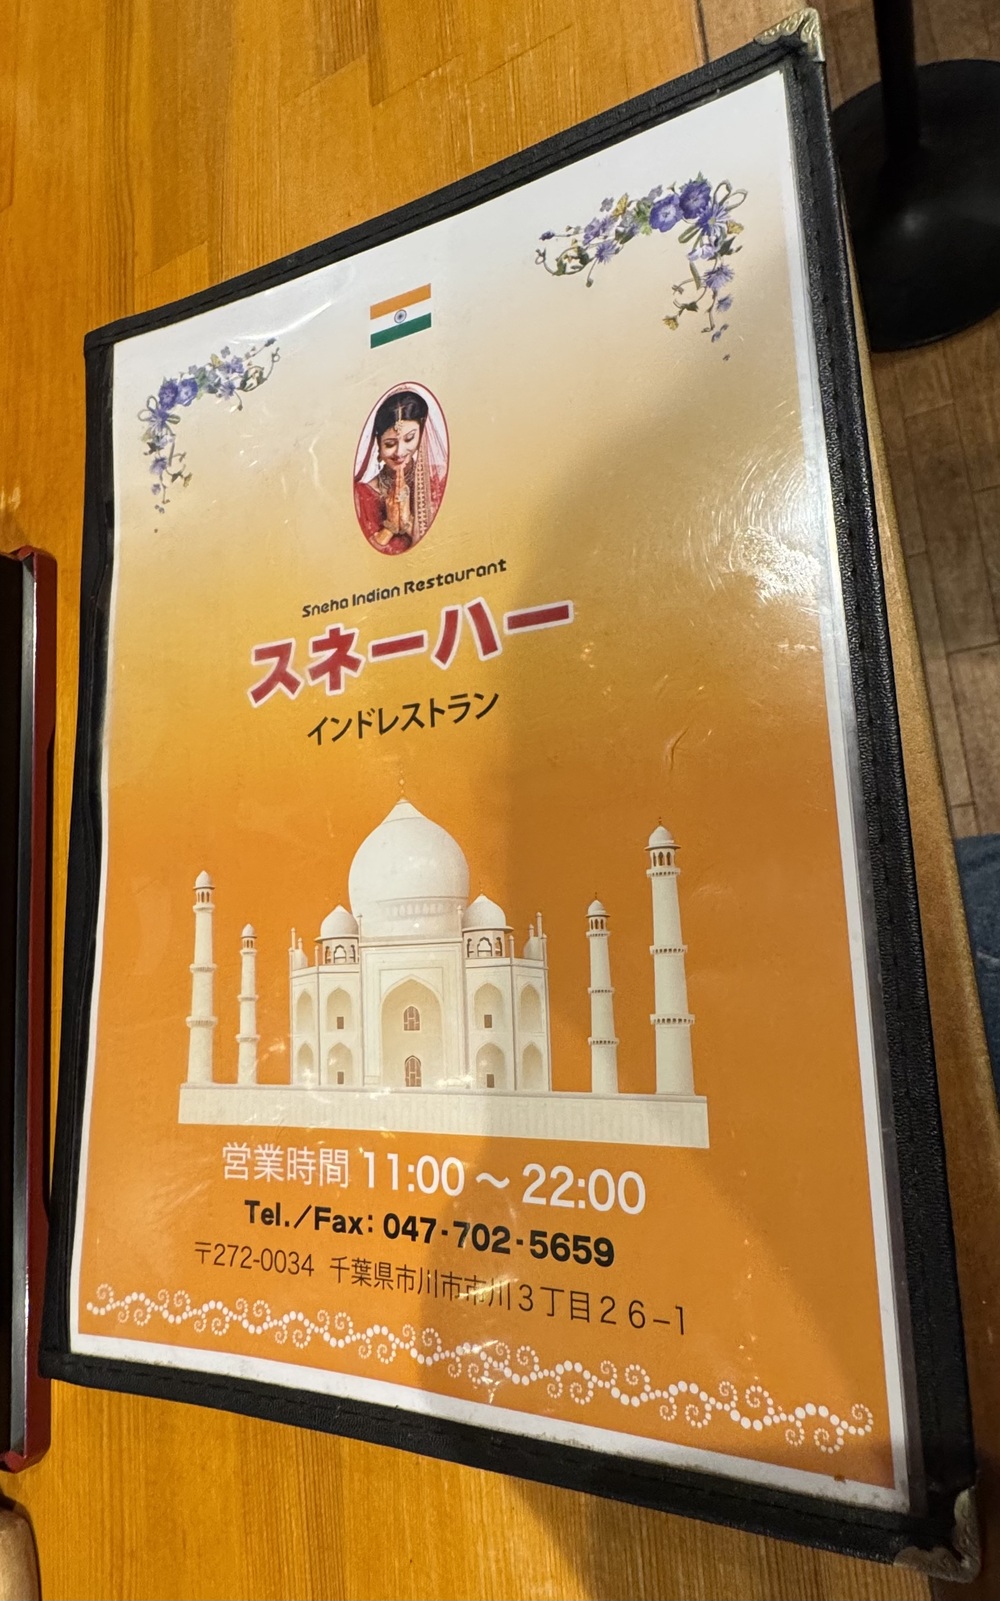 Sneha Indian Restaurant
スネーハー
インドレストラン
営業時間 11:00～22:00
Tel./Fax: 047-702-5659
〒272-0034 千葉県市川市市川３丁目２６−１